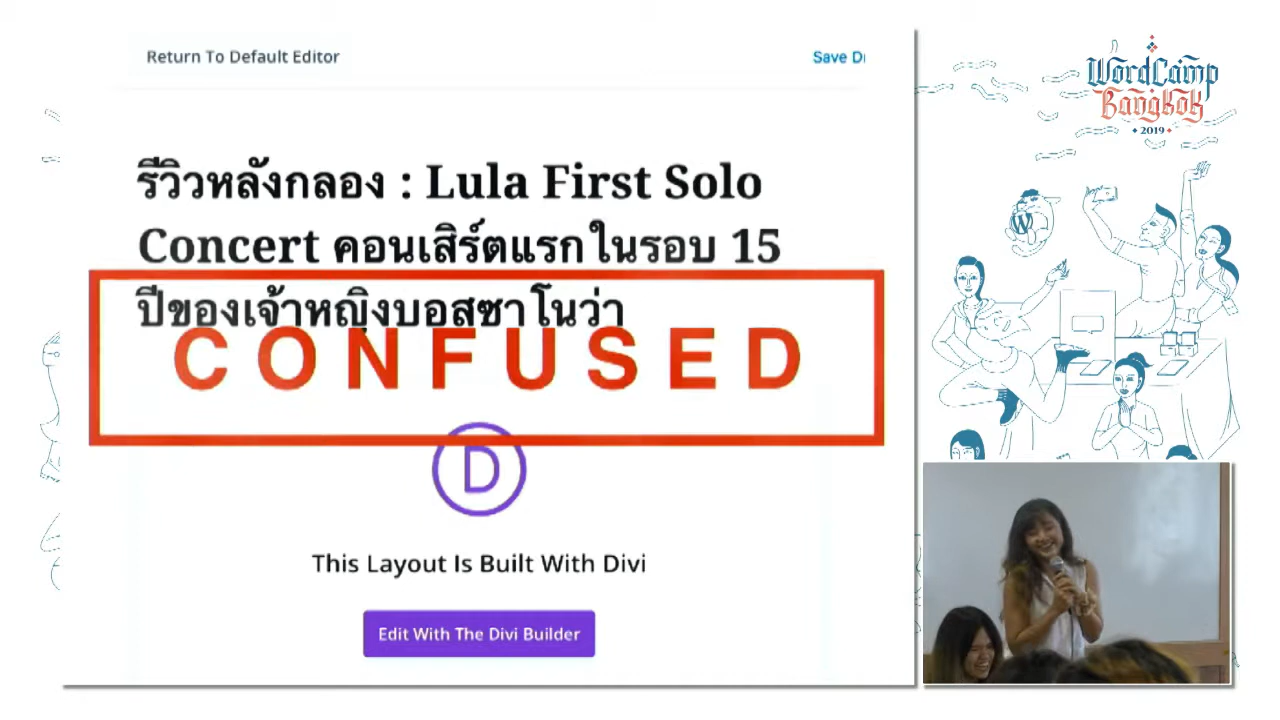 Return To Default Editor
Save D
รีวิวหลังกลอง : Lula First Solo
Concert คอนเสิร์ตแรกในรอบ 15
ปีของเจ้าหญิงบอสซาโนว่า
CONFUSED
D
This Layout Is Built With Divi
Edit With The Divi Builder
WordCamp
Bangkok
2019